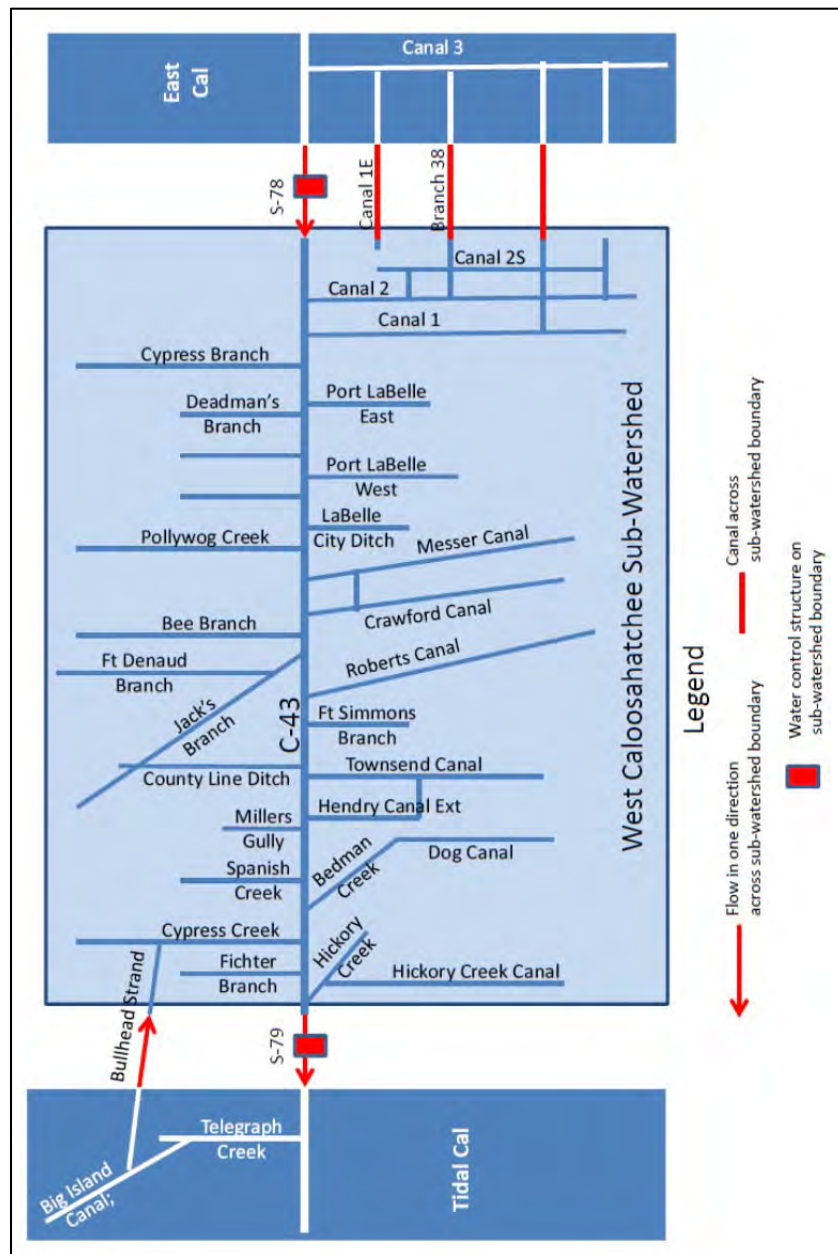 East
Cal
Canal 3
S-78
Canal 1E
Branch 38
Canal 2S
Canal 2
Canal 1
Cypress Branch
Deadman's
Branch
Port LaBelle
East
Port LaBelle
West
LaBelle
City Ditch
Pollywog Creek
Messer Canal
Crawford Canal
Bee Branch
Ft Denaud
Branch
Roberts Canal
Jack's
Branch
C-43
Ft Simmons
Branch
County Line Ditch
Townsend Canal
Millers
Gully
Hendry Canal Ext
Spanish
Creek
Bedman
Creek
Dog Canal
Cypress Creek
Fichter
Branch
Hickory
Creek
Hickory Creek Canal
West Caloosahatchee Sub-Watershed
Bullhead Strand
S-79
Telegraph
Creek
Big Island
Canal;
Tidal Cal
Legend
Flow in one direction
across sub-watershed boundary
Canal across
sub-watershed boundary
Water control structure on
sub-watershed boundary